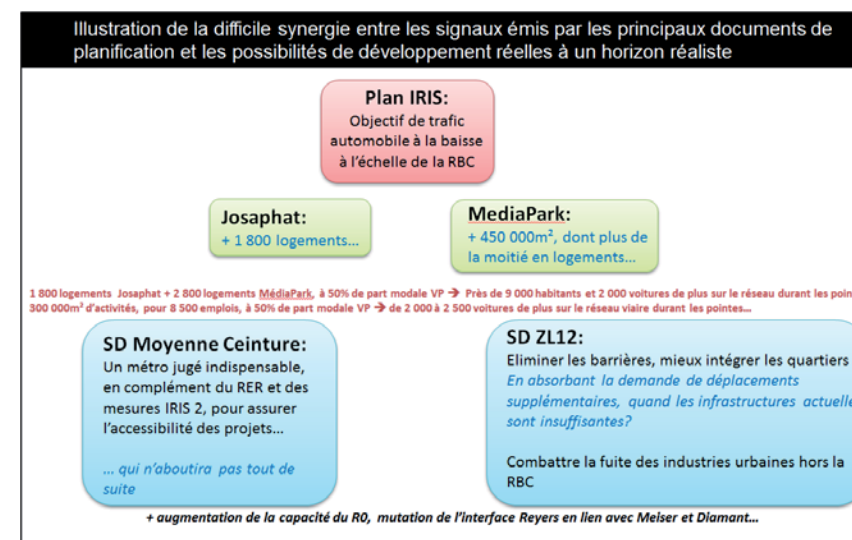 Illustration de la difficile synergie entre les signaux émis par les principaux documents de
planification et les possibilités de développement réelles à un horizon réaliste
Plan IRIS:
Objectif de trafic
automobile à la baisse
à l'échelle de la RBC
Josaphat:
+ 1 800 logements...
MediaPark:
+ 450 000m², dont plus de
la moitié en logements...
1 800 logements Josaphat + 2 800 logements MédiaPark, à 50% de part modale VP → Près de 9 000 habitants et 2 000 voitures de plus sur le réseau durant les poin
300 000m² d'activités, pour 8 500 emplois, à 50% de part modale VP → de 2 000 à 2 500 voitures de plus sur le réseau viaire durant les pointes...
SD Moyenne Ceinture:
Un métro jugé indispensable,
en complément du RER et des
mesures IRIS 2, pour assurer
l'accessibilité des projets...
... qui n'aboutira pas tout de
suite
SD ZL12:
Eliminer les barrières, mieux intégrer les quartiers
En absorbant la demande de déplacements
supplémentaires, quand les infrastructures actuelle
sont insuffisantes?
Combattre la fuite des industries urbaines hors la
RBC
+ augmentation de la capacité du R0, mutation de l'interface Reyers en lien avec Meiser et Diamant...